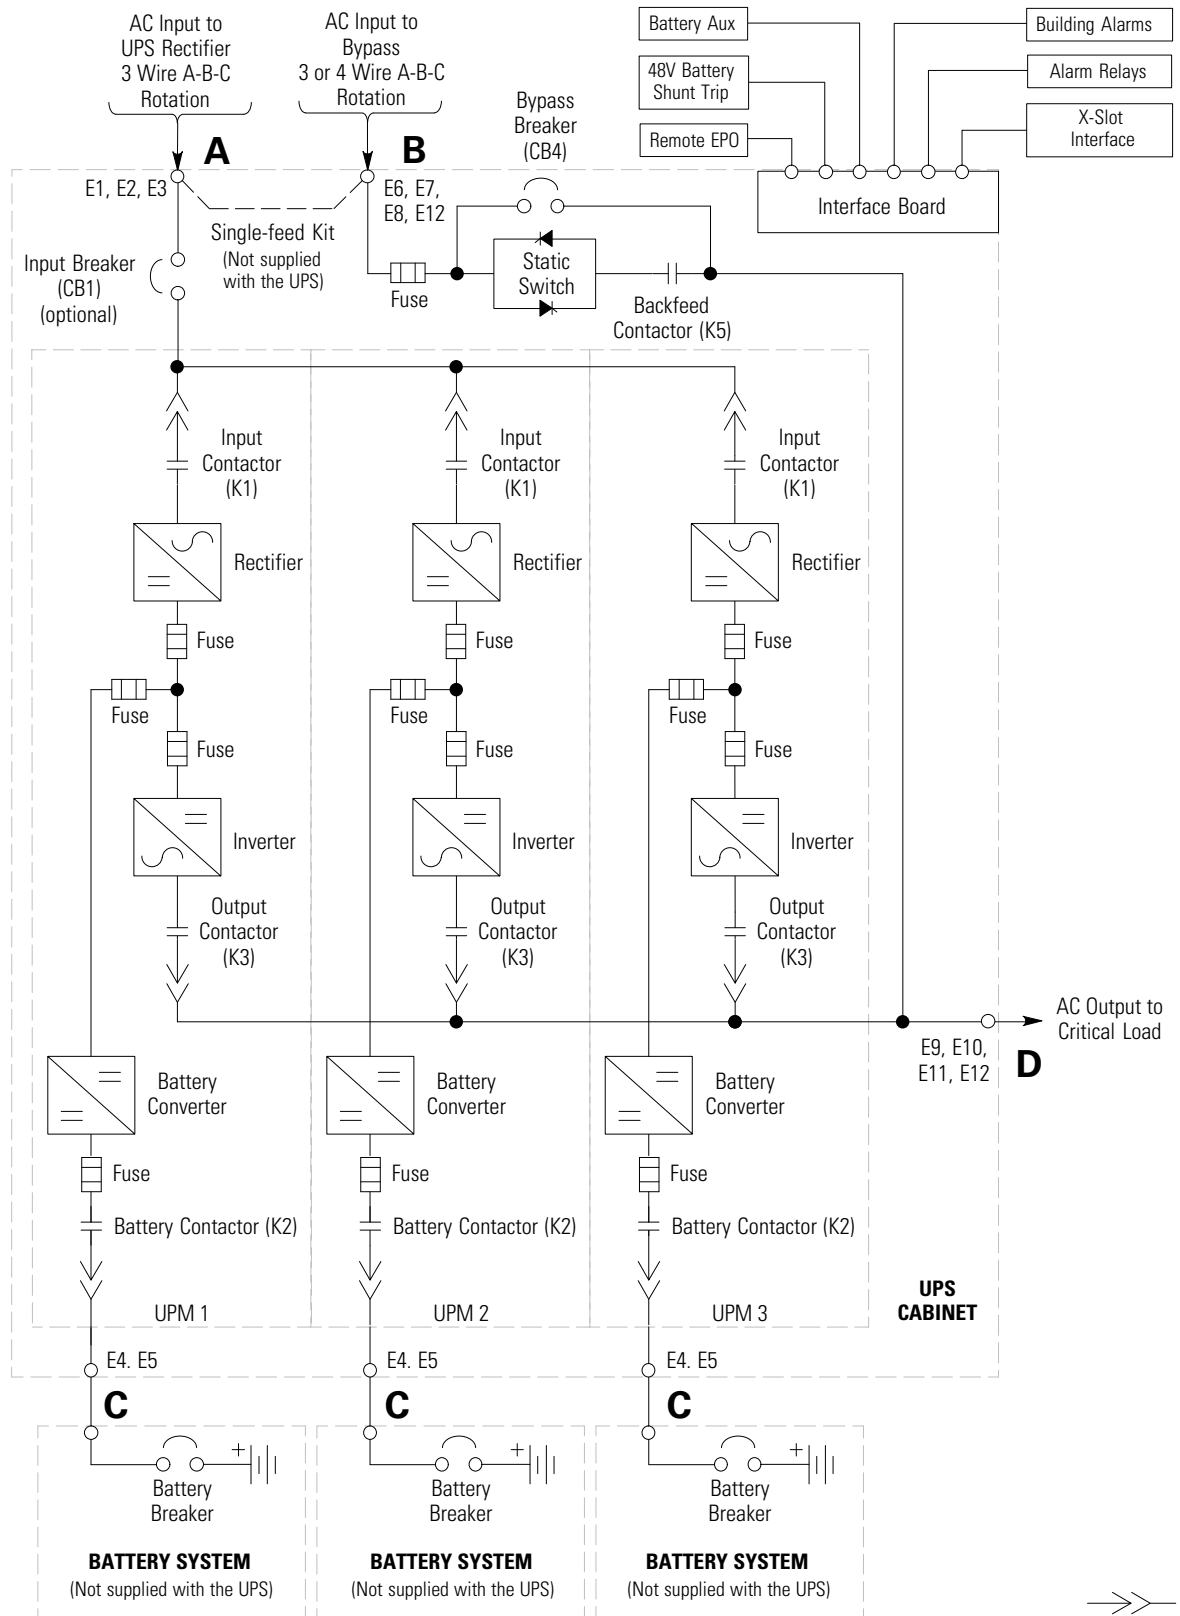 AC Input to
UPS Rectifier
3 Wire A-B-C
Rotation
AC Input to
Bypass
3 or 4 Wire A-B-C
Rotation
Bypass
Breaker
(CB4)
Battery Aux
48V Battery
Shunt Trip
Remote EPO
Building Alarms
Alarm Relays
X-Slot
Interface
Interface Board
A
B
E1, E2, E3
E6, E7,
E8, E12
Single-feed Kit
(Not supplied
with the UPS)
Input Breaker
(CB1)
(optional)
Fuse
Static
Switch
Backfeed
Contactor (K5)
Input
Contactor
(K1)
Input
Contactor
(K1)
Input
Contactor
(K1)
Rectifier
Rectifier
Rectifier
Fuse
Fuse
Fuse
Fuse
Fuse
Fuse
Fuse
Fuse
Fuse
Inverter
Inverter
Inverter
Output
Contactor
(K3)
Output
Contactor
(K3)
Output
Contactor
(K3)
AC Output to
Critical Load
E9, E10,
E11, E12
D
Battery
Converter
Battery
Converter
Battery
Converter
Fuse
Fuse
Fuse
Battery Contactor (K2)
Battery Contactor (K2)
Battery Contactor (K2)
UPM 1
UPM 2
UPM 3
UPS
CABINET
E4. E5
E4. E5
E4. E5
C
C
C
+
+
+
Battery
Breaker
Battery
Breaker
Battery
Breaker
BATTERY SYSTEM
(Not supplied with the UPS)
BATTERY SYSTEM
(Not supplied with the UPS)
BATTERY SYSTEM
(Not supplied with the UPS)